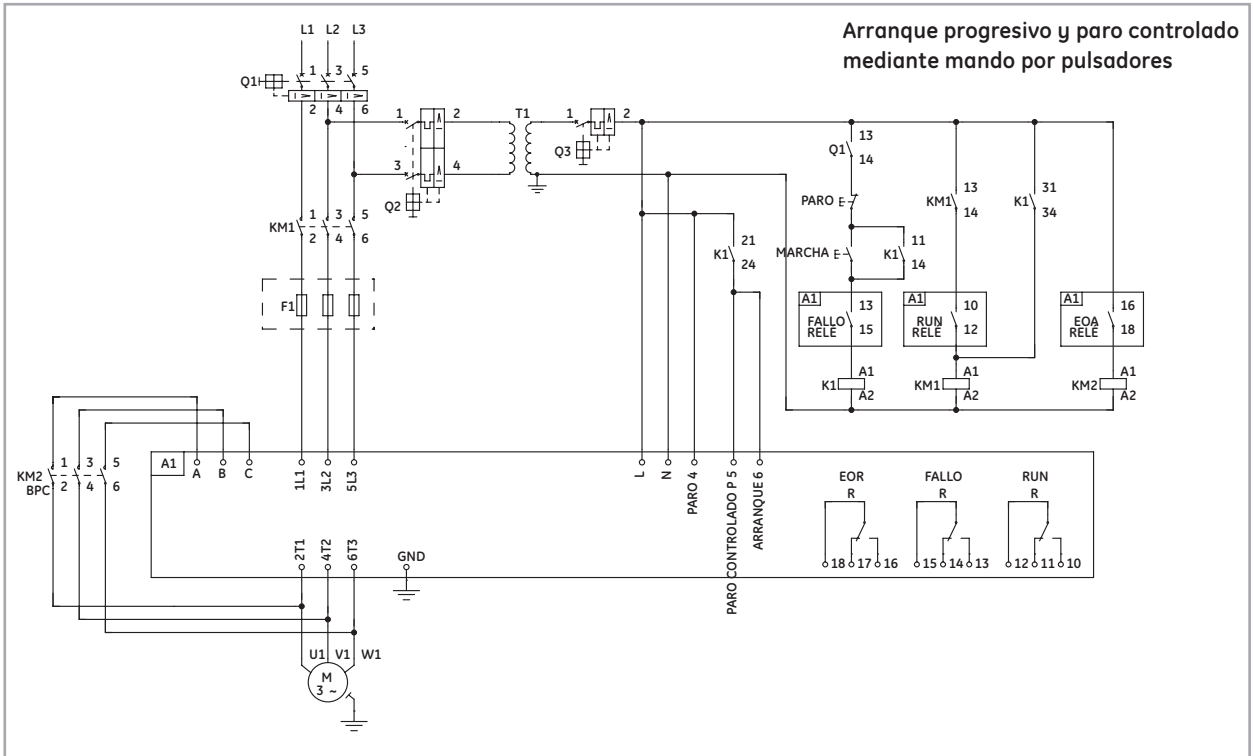 Arranque progresivo y paro controlado
mediante mando por pulsadores
L1 L2 L3
Q1 1 3 5
2 4 6
1 2 T1 1 2
Q3
3 4
Q2
13
Q1
14
PARO E
KM1 13
14
K1 31
34
KM1 1 3 5
2 4 6
21
K1
24
MARCHA E
K1 11
14
F1
A1 13
FALLO
RELÉ 15
A1 10
RUN
RELÉ 12
A1 16
EOA
RELÉ 18
K1 A1
A2
KM1 A1
A2
KM2 A1
A2
KM2 1 3 5
BPC 2 4 6
A1 A B C 1L1 3L2 5L3
L N PARO 4 PARO CONTROLADO P 5 ARRANQUE 6
EOR FALLO RUN
R R R
18 17 16 15 14 13 12 11 10
2T1 4T2 6T3 GND
U1 V1 W1
M
3 ~